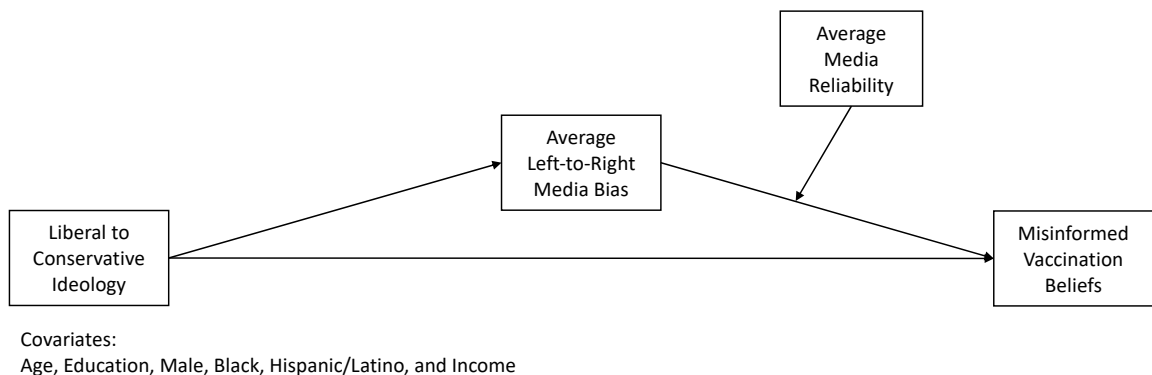 Average
Media
Reliability
Average
Left-to-Right
Media Bias
Liberal to
Conservative
Ideology
Misinformed
Vaccination
Beliefs
Covariates:
Age, Education, Male, Black, Hispanic/Latino, and Income